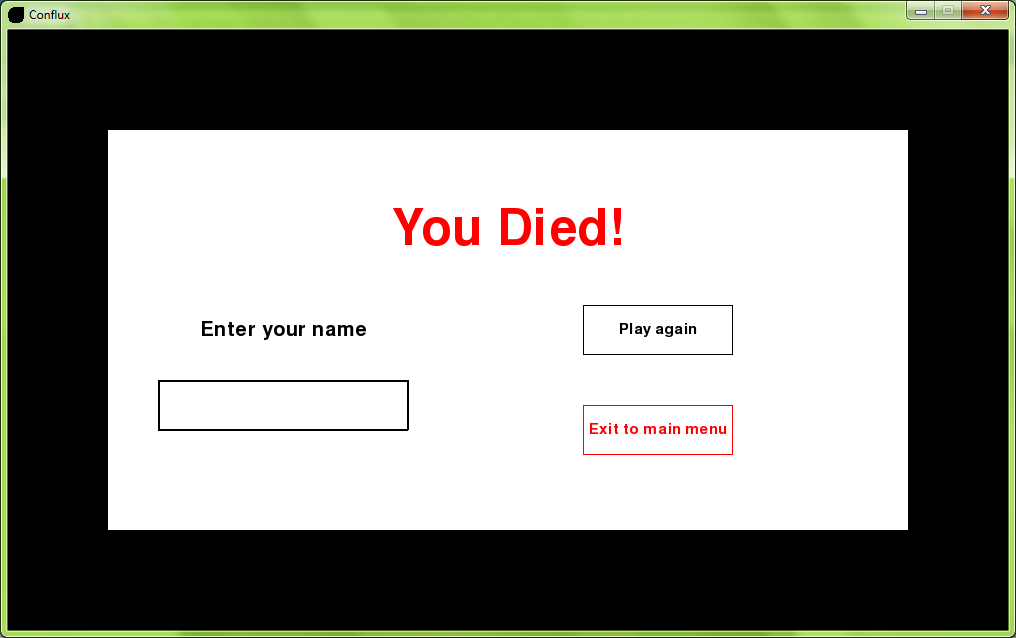 Conflux
You Died!
Enter your name
Play again
Exit to main menu